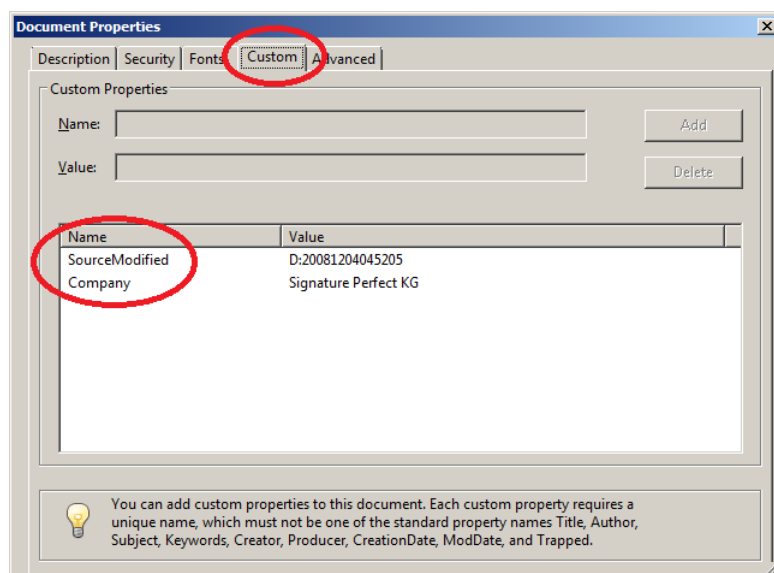 Document Properties
Description Security Fonts Custom Advanced
Custom Properties
Name: Add
Value: Delete
Name Value
SourceModified D:20081204045205
Company Signature Perfect KG
You can add custom properties to this document. Each custom property requires a
unique name, which must not be one of the standard property names Title, Author,
Subject, Keywords, Creator, Producer, CreationDate, ModDate, and Trapped.